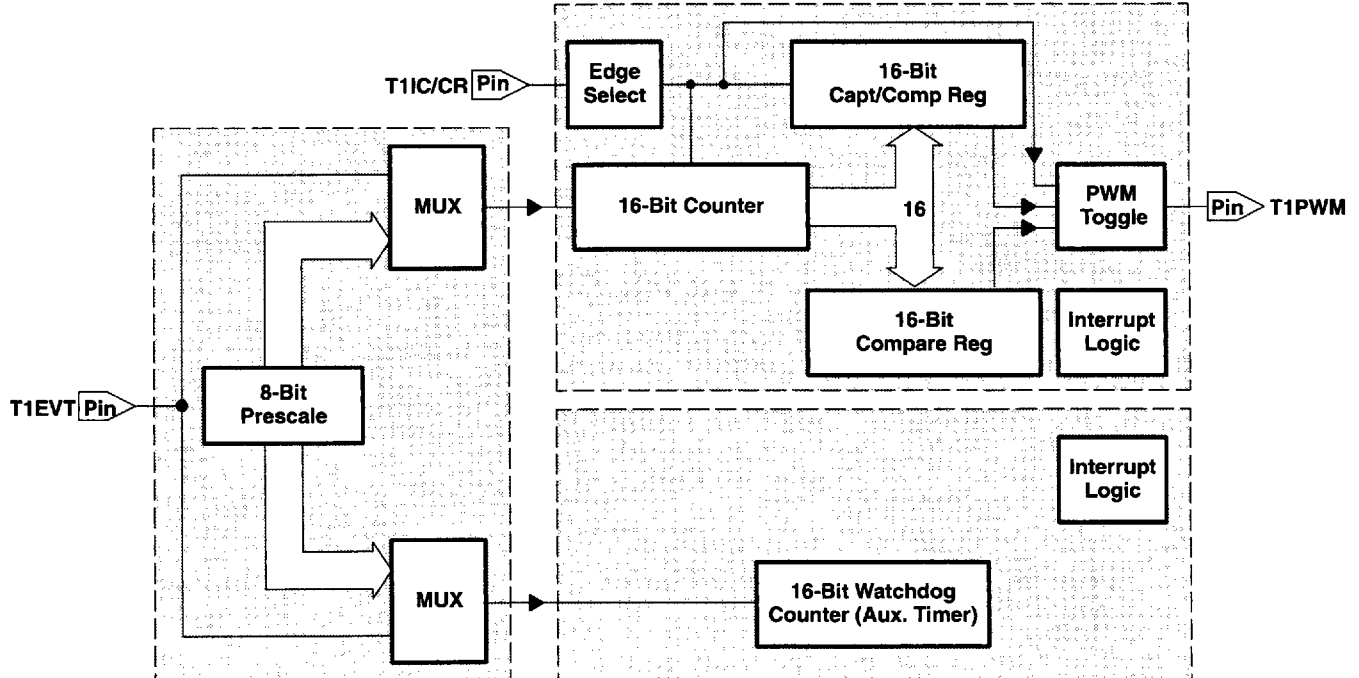 T1IC/CR Pin
Edge
Select
16-Bit
Capt/Comp Reg
MUX
16-Bit Counter
16
PWM
Toggle
Pin T1PWM
16-Bit
Compare Reg
Interrupt
Logic
T1EVT Pin
8-Bit
Prescale
Interrupt
Logic
MUX
16-Bit Watchdog
Counter (Aux. Timer)